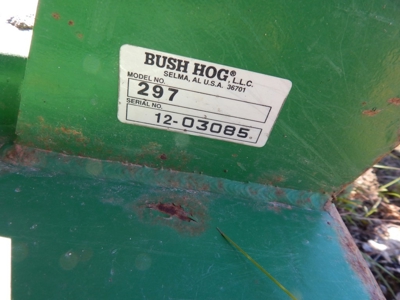 BUSH HOG®, L.L.C.
SELMA, AL U.S.A. 36701
MODEL NO.
297
SERIAL NO.
12-03085